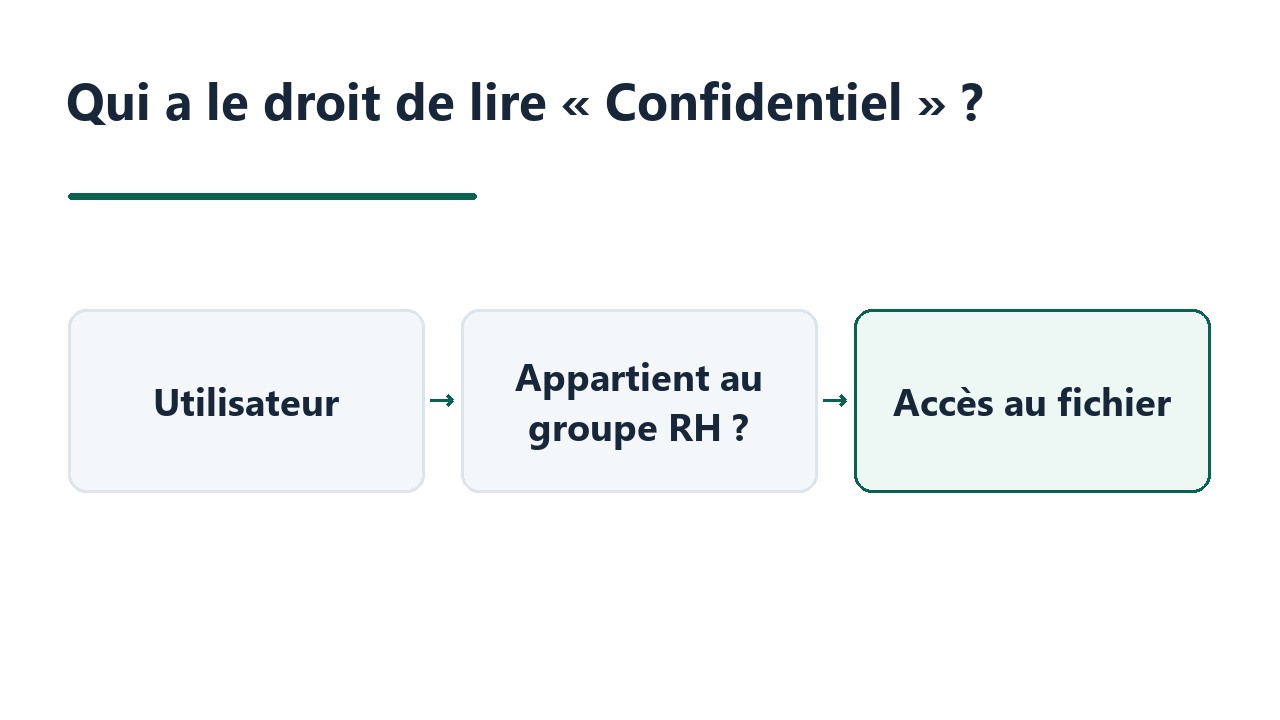 Qui a le droit de lire « Confidentiel » ?
Utilisateur
→
Appartient au
groupe RH ?
→
Accès au fichier